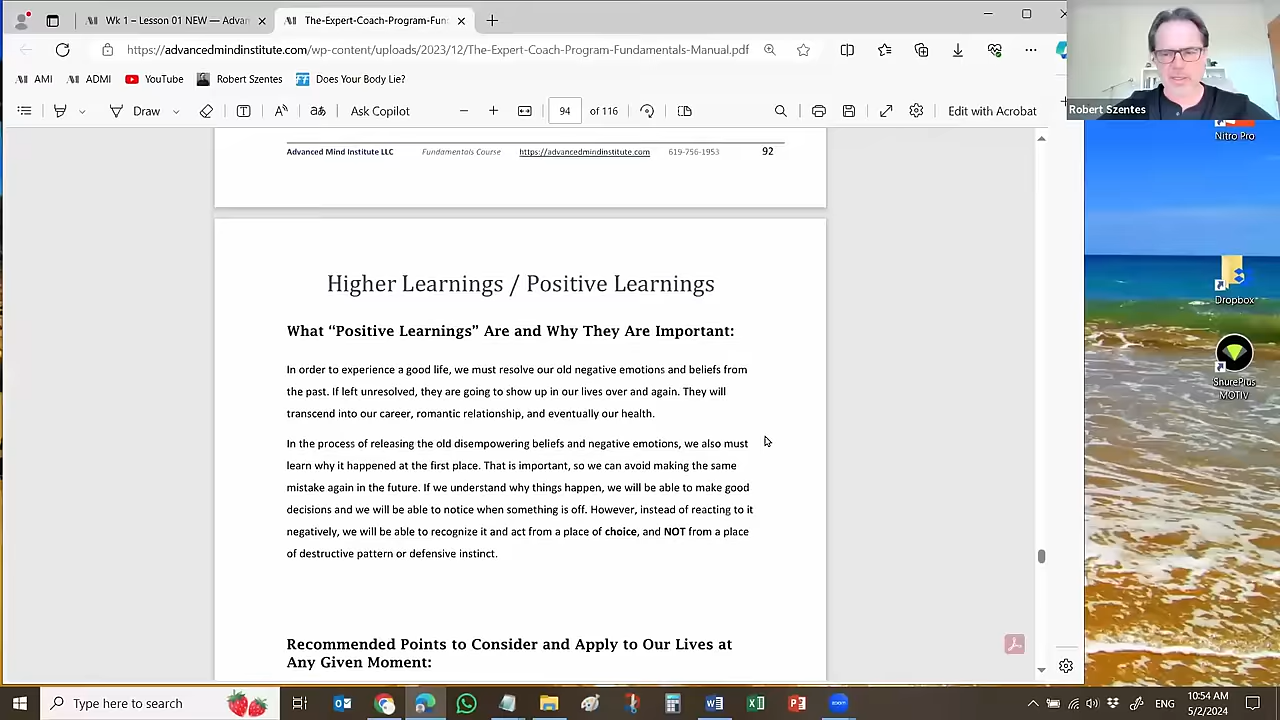 Wk 1 – Lesson 01 NEW — Advan
The-Expert-Coach-Program-Fun
https://advancedmindinstitute.com/wp-content/uploads/2023/12/The-Expert-Coach-Program-Fundamentals-Manual.pdf
AMI
ADMI
YouTube
Robert Szentes
Does Your Body Lie?
Draw
Ask Copilot
94 of 116
Edit with Acrobat
Robert Szentes
Nitro Pro
Advanced Mind Institute LLC Fundamentals Course https://advancedmindinstitute.com 619-756-1953 92
Higher Learnings / Positive Learnings
What “Positive Learnings” Are and Why They Are Important:
In order to experience a good life, we must resolve our old negative emotions and beliefs from
the past. If left unresolved, they are going to show up in our lives over and again. They will
transcend into our career, romantic relationship, and eventually our health.
In the process of releasing the old disempowering beliefs and negative emotions, we also must
learn why it happened at the first place. That is important, so we can avoid making the same
mistake again in the future. If we understand why things happen, we will be able to make good
decisions and we will be able to notice when something is off. However, instead of reacting to it
negatively, we will be able to recognize it and act from a place of choice, and NOT from a place
of destructive pattern or defensive instinct.
Recommended Points to Consider and Apply to Our Lives at
Any Given Moment:
Dropbox
SnurePlus
MOTIV
Type here to search
ENG
10:54 AM
5/2/2024